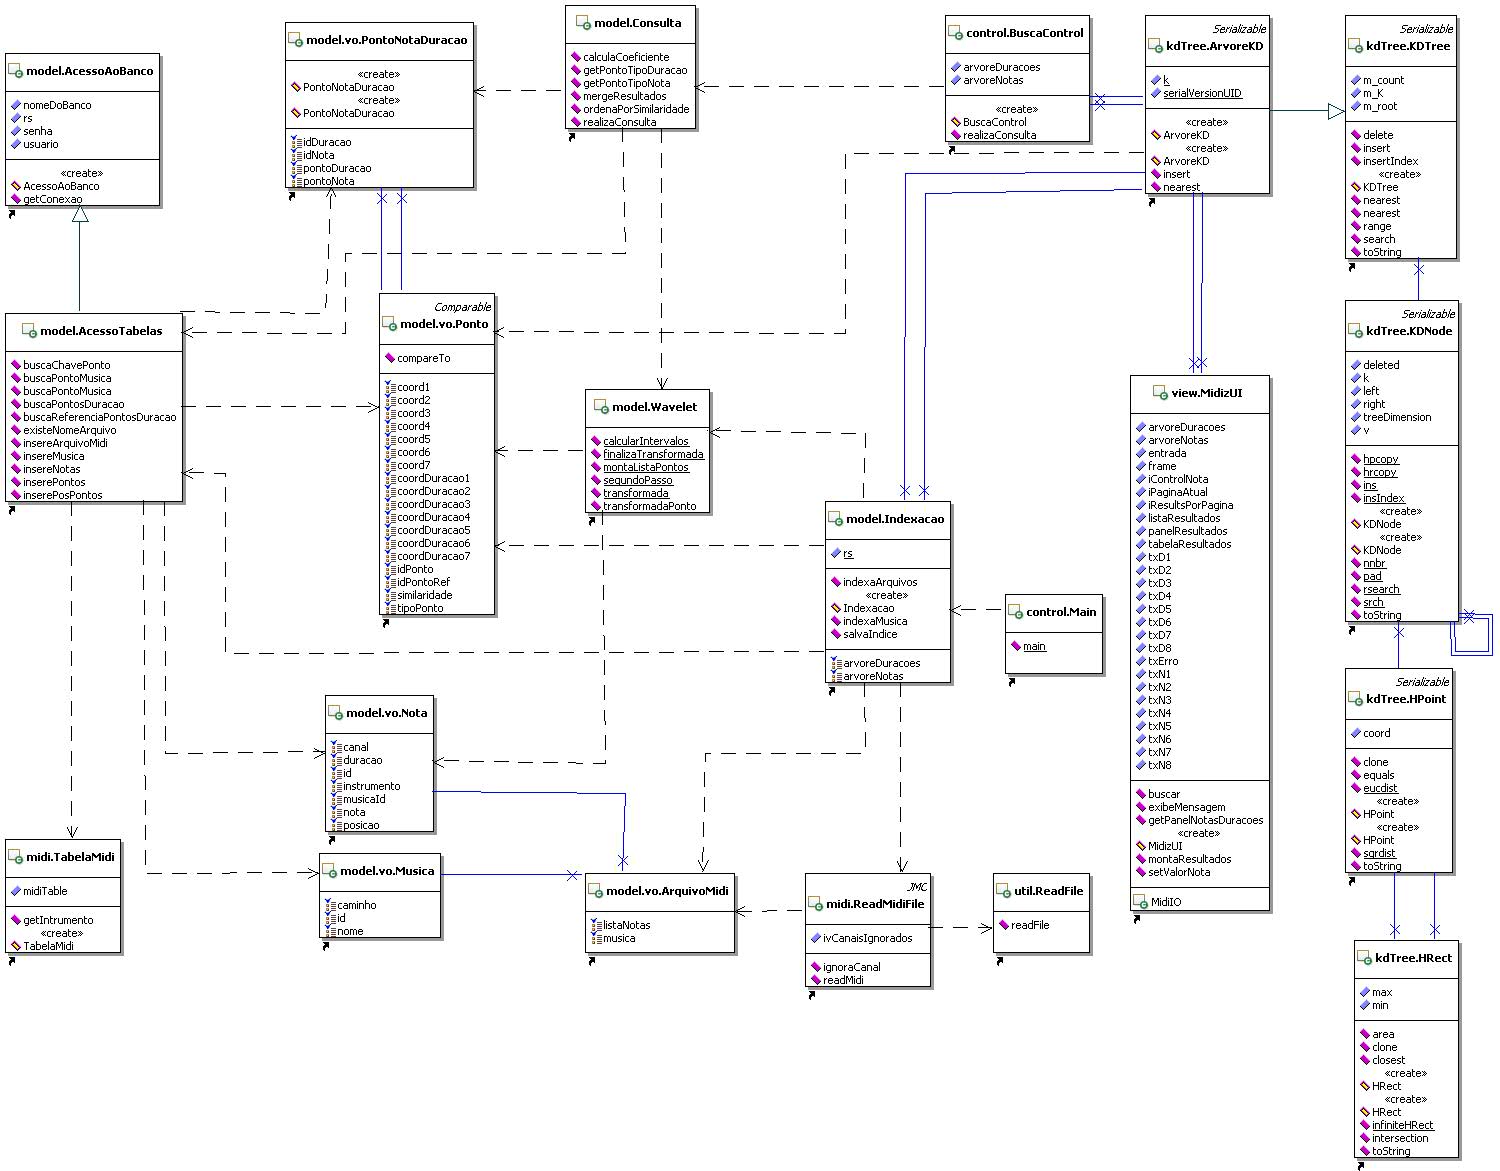 model.AcessoAoBanco
nomeDoBanco
rs
senha
usuario
«create»
AcessoAoBanco
getConexao
model.vo.PontoNotaDuracao
«create»
PontoNotaDuracao
«create»
PontoNotaDuracao
idDuracao
idNota
pontoDuracao
pontoNota
model.Consulta
calculaCoeficiente
getPontoTipoDuracao
getPontoTipoNota
mergeResultados
ordenaPorSimilaridade
realizaConsulta
control.BuscaControl
arvoreDuracoes
arvoreNotas
«create»
BuscaControl
realizaConsulta
Serializable
kdTree.ArvoreKD
k
serialVersionUID
«create»
ArvoreKD
«create»
ArvoreKD
insert
nearest
Serializable
kdTree.KDTree
m_count
m_K
m_root
delete
insert
insertIndex
«create»
KDTree
nearest
nearest
range
search
toString
model.AcessoTabelas
buscaChavePonto
buscaPontoMusica
buscaPontoMusica
buscaPontosDuracao
buscaReferenciaPontosDuracao
existeNomeArquivo
insereArquivoMidi
insereMusica
insereNotas
inserePontos
inserePosPontos
Comparable
model.vo.Ponto
compareTo
coord1
coord2
coord3
coord4
coord5
coord6
coord7
coordDuracao1
coordDuracao2
coordDuracao3
coordDuracao4
coordDuracao5
coordDuracao6
coordDuracao7
idPonto
idPontoRef
similaridade
tipoPonto
model.Wavelet
calcularIntervalos
finalizaTransformada
montaListaPontos
segundoPasso
transformada
transformadaPonto
model.Indexacao
rs
indexaArquivos
«create»
Indexacao
indexaMusica
salvaIndice
arvoreDuracoes
arvoreNotas
control.Main
main
view.MidizUI
arvoreDuracoes
arvoreNotas
entrada
frame
iControlNota
iPaginaAtual
iResultsPorPagina
listaResultados
panelResultados
tabelaResultados
txD1
txD2
txD3
txD4
txD5
txD6
txD7
txD8
txErro
txN1
txN2
txN3
txN4
txN5
txN6
txN7
txN8
buscar
exibeMensagem
getPanelNotasDuracoes
«create»
MidizUI
montaResultados
setValorNota
MidiIO
Serializable
kdTree.KDNode
deleted
k
left
right
treeDimension
v
hpcopy
hrcopy
ins
insIndex
«create»
KDNode
«create»
KDNode
nnbr
pad
rsearch
srch
toString
Serializable
kdTree.HPoint
coord
clone
equals
eucdist
«create»
HPoint
«create»
HPoint
sqrdist
toString
kdTree.HRect
max
min
area
clone
closest
«create»
HRect
«create»
HRect
infiniteHRect
intersection
toString
model.vo.Nota
canal
duracao
id
instrumento
musicaId
nota
posicao
midi.TabelaMidi
midiTable
getIntrumento
«create»
TabelaMidi
model.vo.Musica
caminho
id
nome
model.vo.ArquivoMidi
listaNotas
musica
JMC
midi.ReadMidiFile
ivCanaisIgnorados
ignoraCanal
readMidi
util.ReadFile
readFile